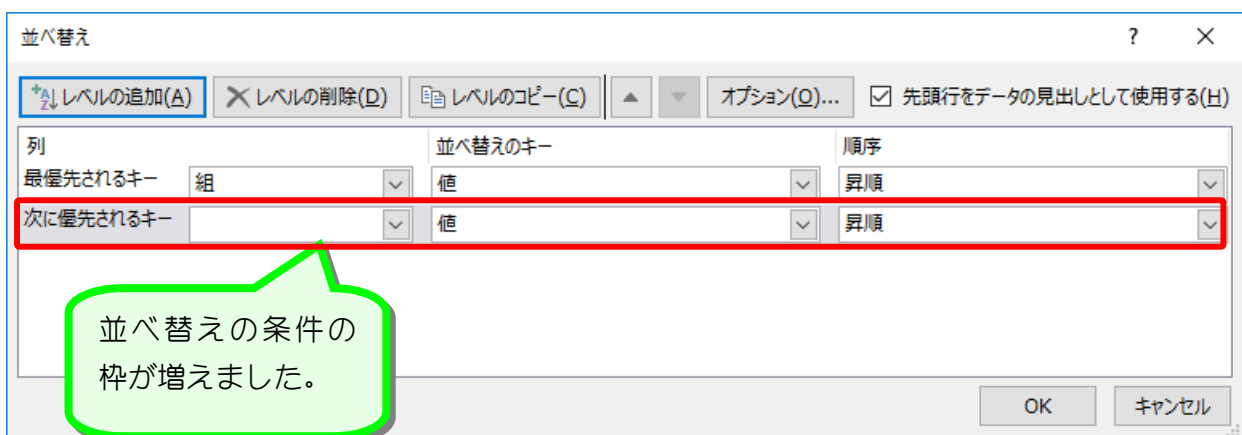 並べ替え ? ×
レベルの追加(A) レベルの削除(D) レベルのコピー(C) オプション(O)... 先頭行をデータの見出しとして使用する(H)
列 並べ替えのキー 順序
最優先されるキー 組 値 昇順
次に優先されるキー 値 昇順
並べ替えの条件の
枠が増えました。
OK キャンセル